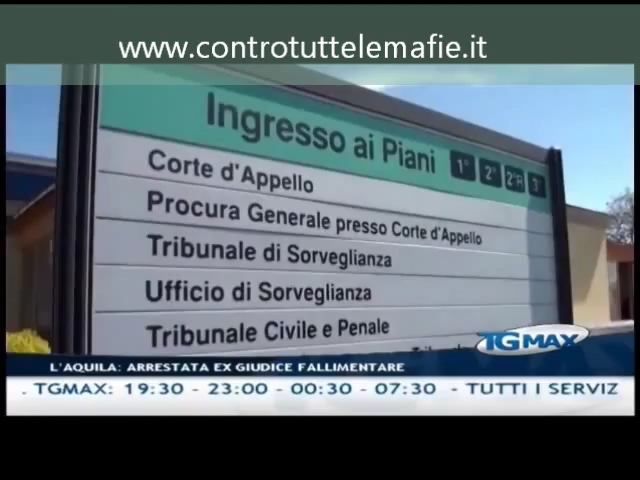 www.controtuttelemafie.it
Ingresso ai Piani 1° 2° 2°R 3°
Corte d'Appello
Procura Generale presso Corte d'Appello
Tribunale di Sorveglianza
Ufficio di Sorveglianza
Tribunale Civile e Penale
TGMAX
L'AQUILA: ARRESTATA EX GIUDICE FALLIMENTARE
. TGMAX: 19:30 - 23:00 - 00:30 - 07:30 - TUTTI I SERVIZ